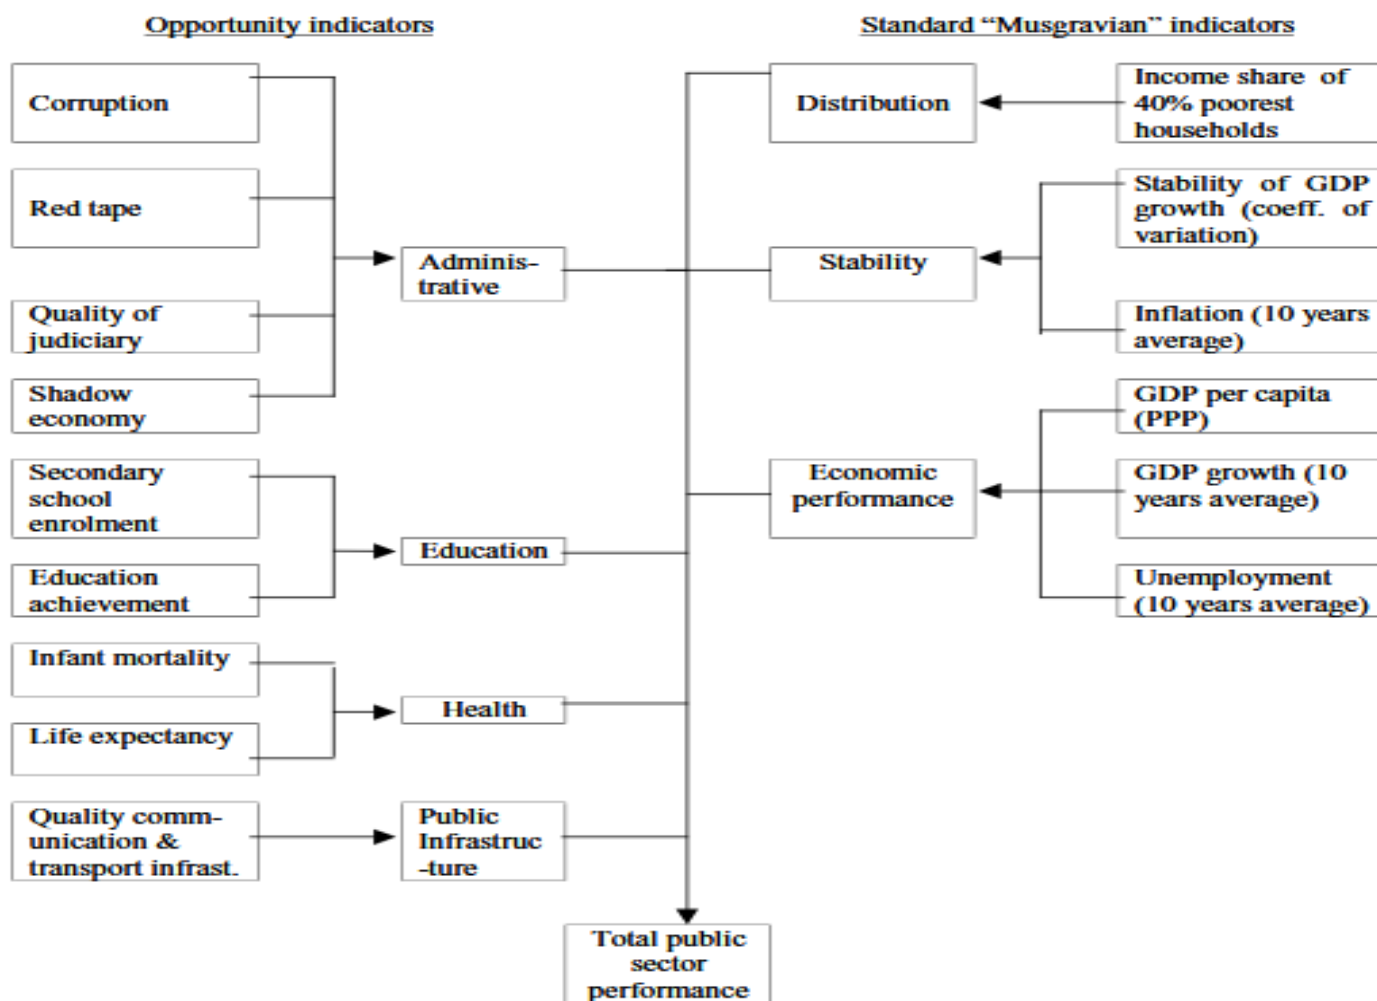 Opportunity indicators
Standard “Musgravian” indicators
Corruption
Red tape
Quality of
judiciary
Shadow
economy
Secondary
school
enrolment
Education
achievement
Infant mortality
Life expectancy
Quality comm-
unication &
transport infrast.
Adminis-
trative
Education
Health
Public
Infrastruc
-ture
Distribution
Stability
Economic
performance
Income share of
40% poorest
households
Stability of GDP
growth (coeff. of
variation)
Inflation (10 years
average)
GDP per capita
(PPP)
GDP growth (10
years average)
Unemployment
(10 years average)
Total public
sector
performance